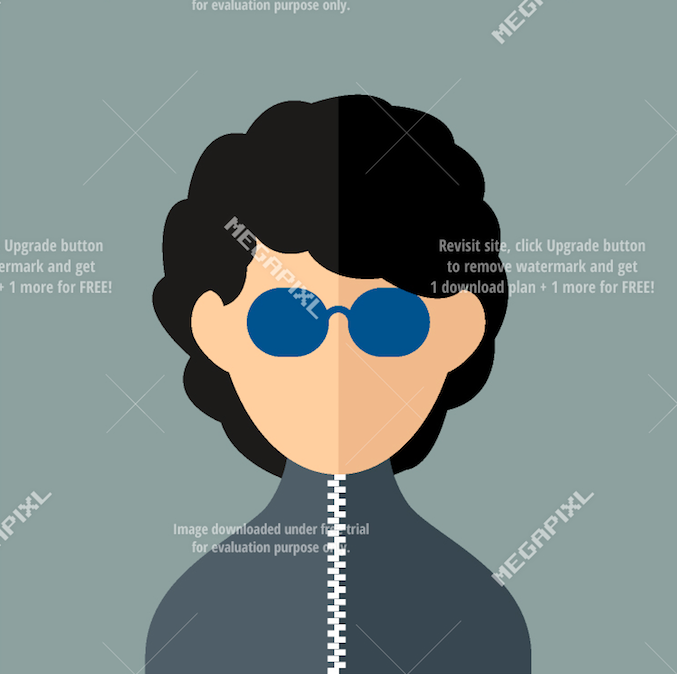 for evaluation purpose only.
MEGAPIXL
Upgrade button
ermark and get
+ 1 more for FREE!
MEGAPIXL
Revisit site, click Upgrade button
to remove watermark and get
1 download plan + 1 more for FREE!
APIXL
Image downloaded under free trial
for evaluation purpose only.
MEGAPIXL